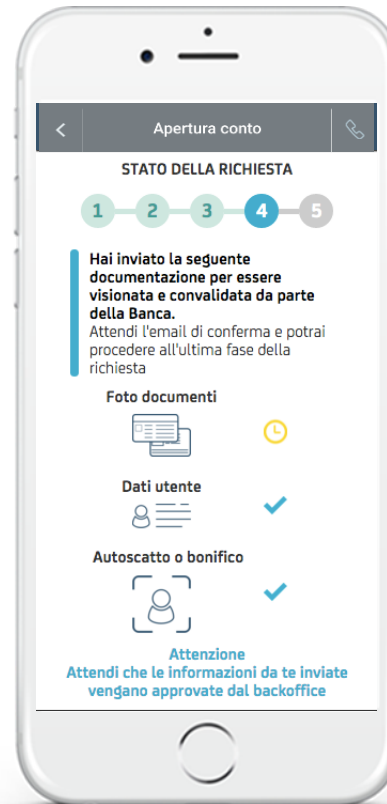 Apertura conto
STATO DELLA RICHIESTA
1 2 3 4 5
Hai inviato la seguente
documentazione per essere
visionata e convalidata da parte
della Banca.
Attendi l'email di conferma e potrai
procedere all'ultima fase della
richiesta
Foto documenti
Dati utente
Autoscatto o bonifico
Attenzione
Attendi che le informazioni da te inviate
vengano approvate dal backoffice